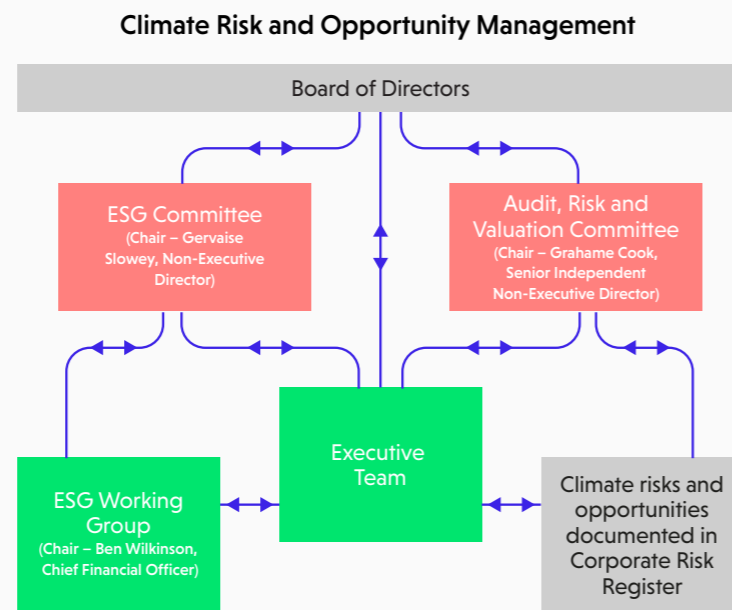 Climate Risk and Opportunity Management
Board of Directors
ESG Committee
(Chair – Gervaise
Slowey, Non-Executive
Director)
Audit, Risk and
Valuation Committee
(Chair – Grahame Cook,
Senior Independent
Non-Executive Director)
Executive
Team
ESG Working
Group
(Chair – Ben Wilkinson,
Chief Financial Officer)
Climate risks and
opportunities
documented in
Corporate Risk
Register